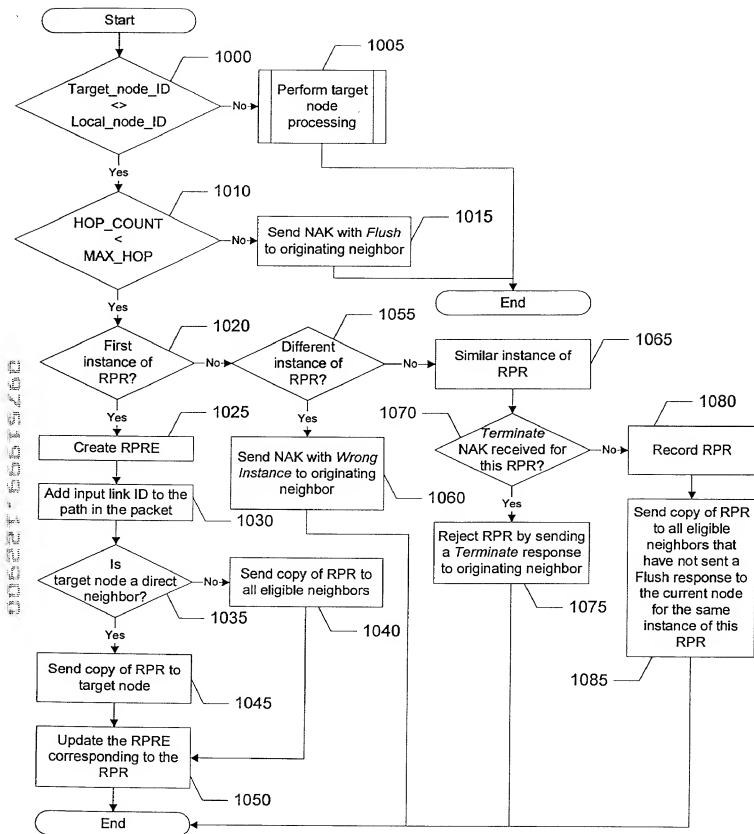 Start
1000
Target_node_ID
<>
Local_node_ID
No
1005
Perform target
node
processing
Yes
1010
HOP_COUNT
<
MAX_HOP
No
1015
Send NAK with Flush
to originating neighbor
End
Yes
1020
First
instance of
RPR?
No
1055
Different
instance of
RPR?
No
1065
Similar instance of
RPR
Yes
1025
Create RPRE
Yes
Send NAK with Wrong
Instance to originating
neighbor
1060
1070
Terminate
NAK received for
this RPR?
No
1080
Record RPR
Add input link ID to the
path in the packet
1030
Yes
Reject RPR by sending
a Terminate response
to originating neighbor
1075
Send copy of RPR
to all eligible
neighbors that
have not sent a
Flush response to
the current node
for the same
instance of this
RPR
1085
Is
target node a direct
neighbor?
1035
No
Send copy of RPR to
all eligible neighbors
1040
Yes
Send copy of RPR to
target node
1045
Update the RPRE
corresponding to the
RPR
1050
End